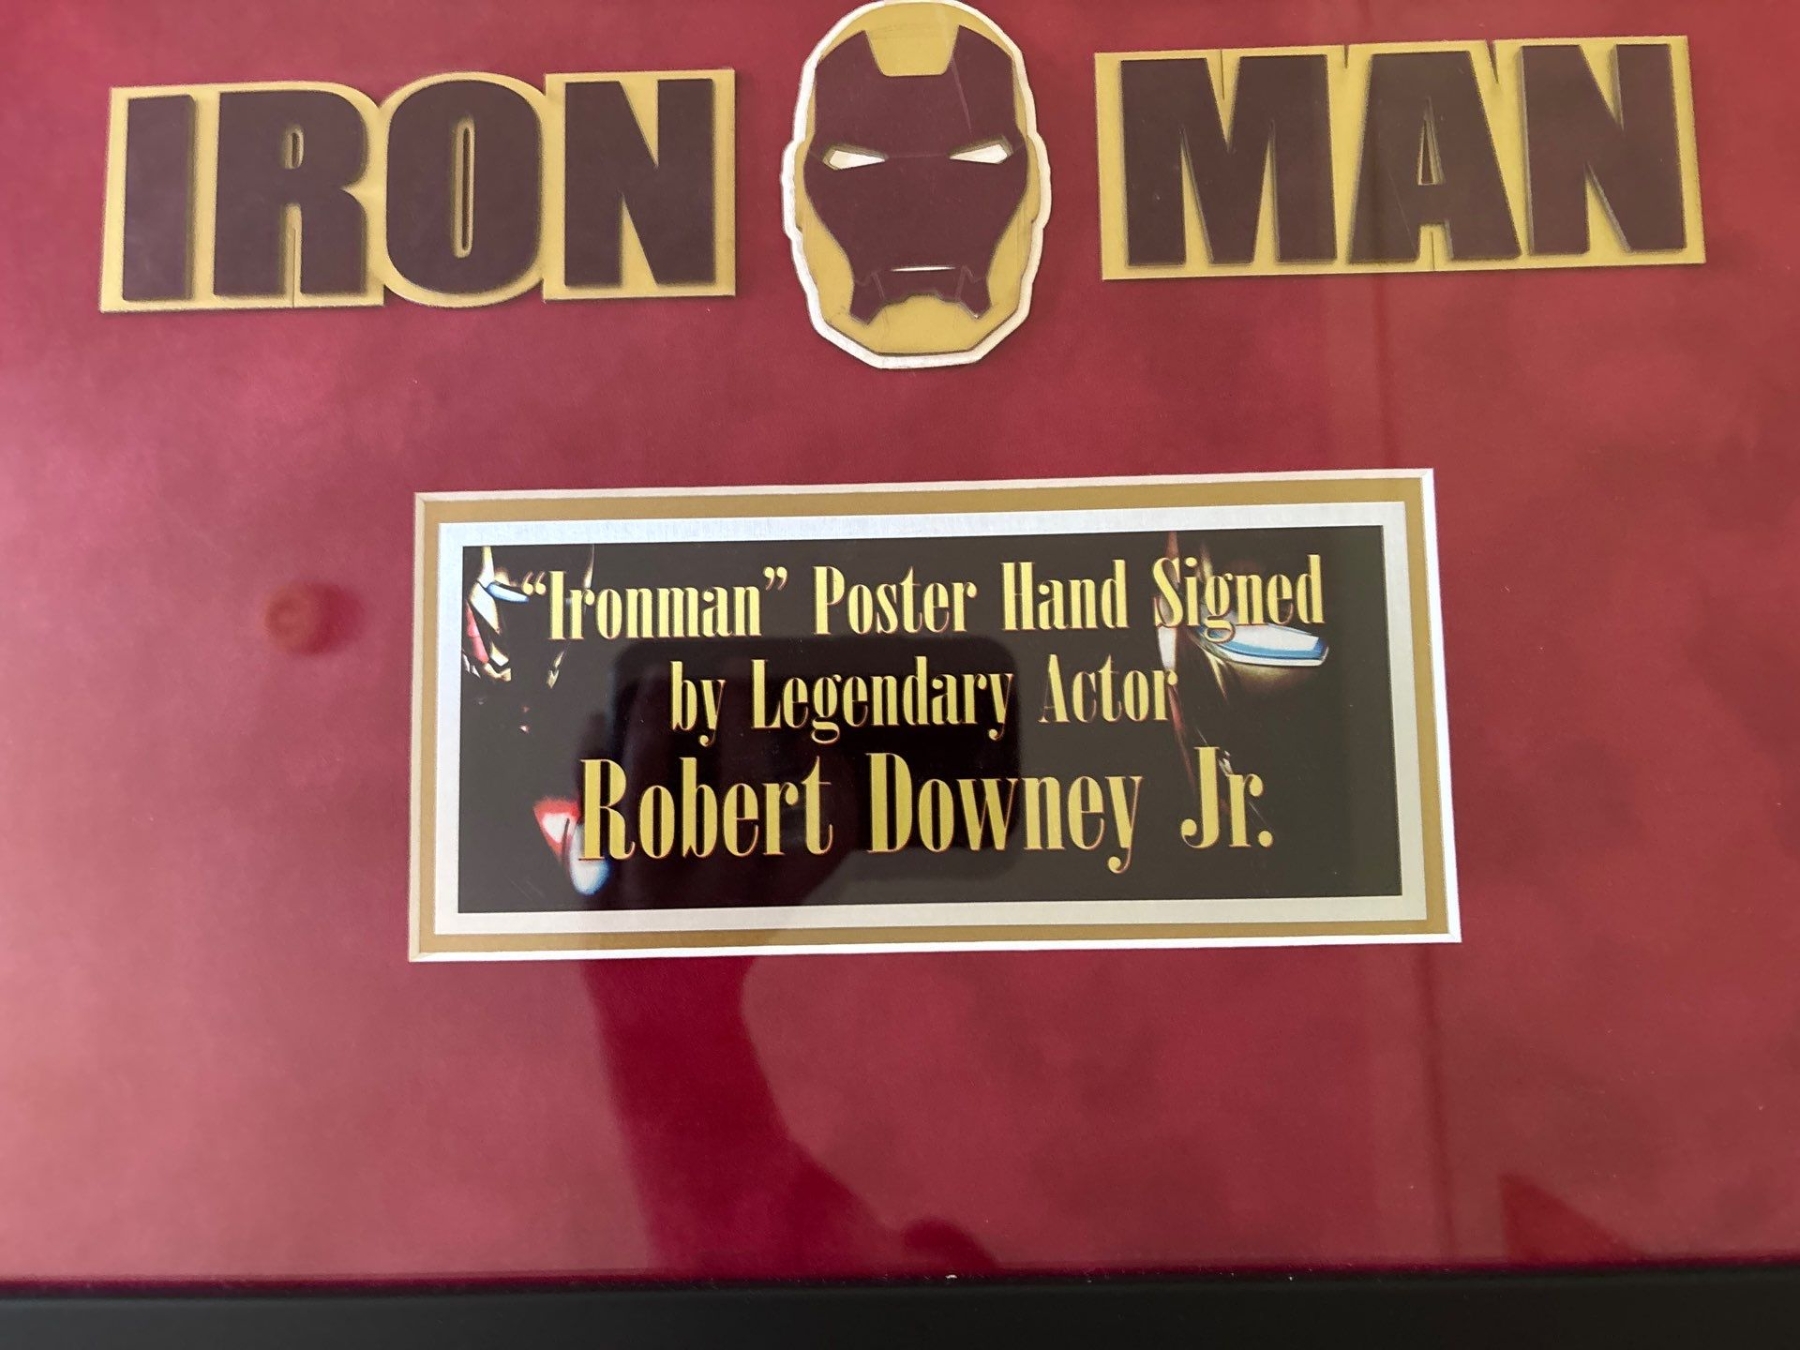 IRON MAN
“Ironman” Poster Hand Signed
by Legendary Actor
Robert Downey Jr.